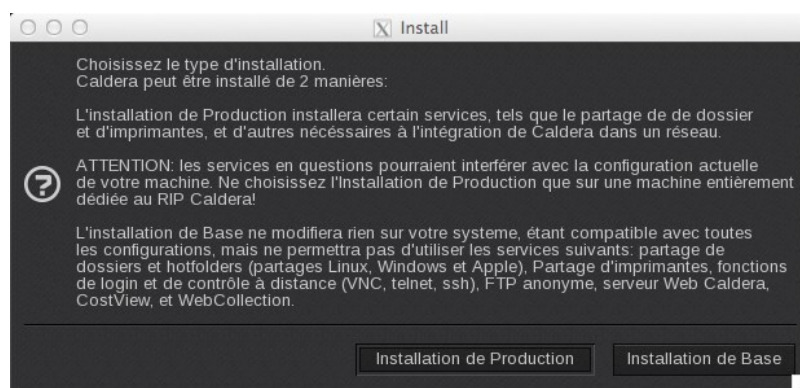 Install
Choisissez le type d'installation.
Caldera peut être installé de 2 manières:
L'installation de Production installera certain services, tels que le partage de de dossier
et d'imprimantes, et d'autres nécéssaires à l'intégration de Caldera dans un réseau.
ATTENTION: les services en questions pourraient interférer avec la configuration actuelle
de votre machine. Ne choisissez l'Installation de Production que sur une machine entièrement
dédiée au RIP Caldera!
L'installation de Base ne modifiera rien sur votre systeme, étant compatible avec toutes
les configurations, mais ne permettra pas d'utiliser les services suivants: partage de
dossiers et hotfolders (partages Linux, Windows et Apple), Partage d'imprimantes, fonctions
de login et de contrôle à distance (VNC, telnet, ssh), FTP anonyme, serveur Web Caldera,
CostView, et WebCollection.
Installation de Production Installation de Base